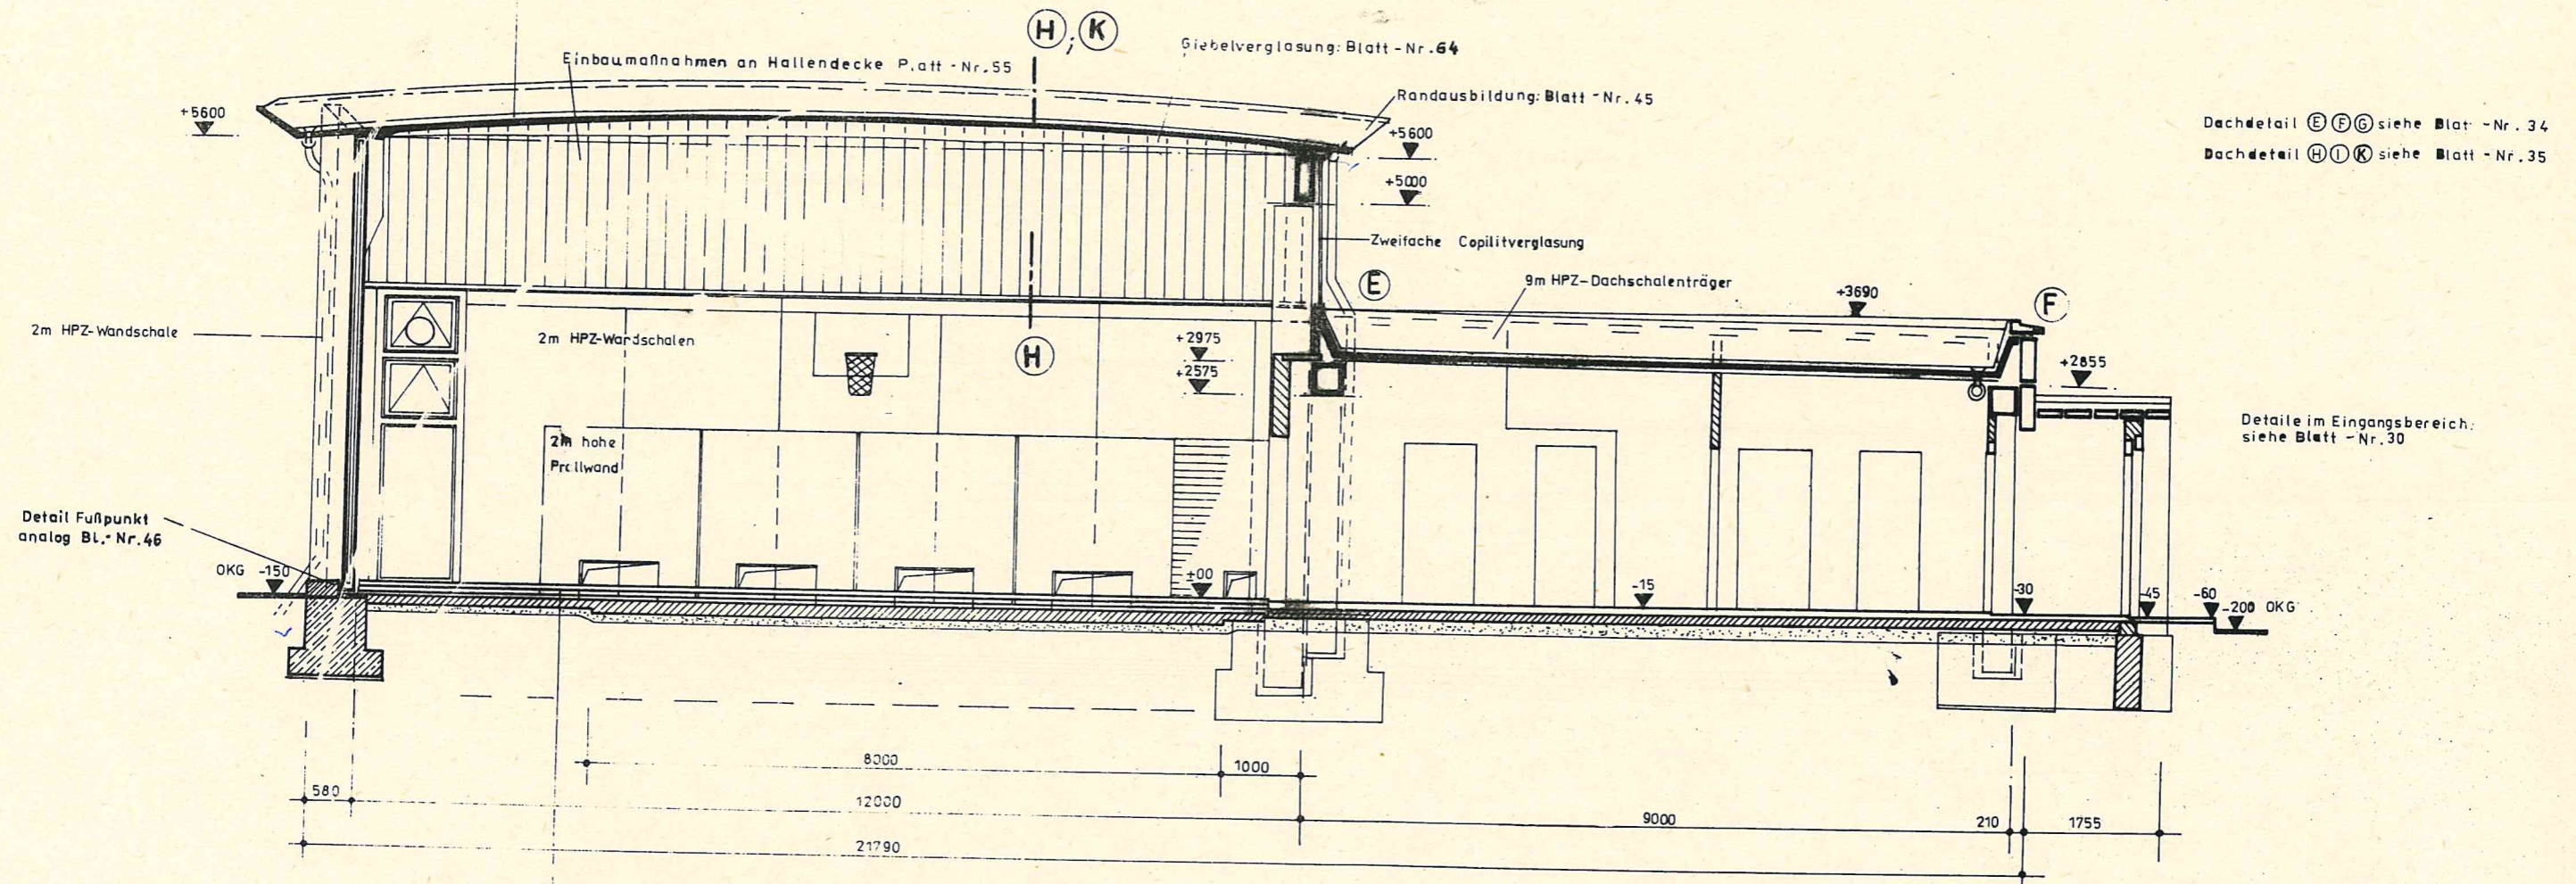 H ; K
Einbaumaßnahmen an Hallendecke P.att - Nr.55
Giebelverglasung: Blatt - Nr.64
Randausbildung: Blatt - Nr. 45
+5600
+5600
+5000
Dachdetail E F G siehe Blat - Nr. 34
Dachdetail H I K siehe Blatt - Nr. 35
Zweifache Copilitverglasung
E
9m HPZ-Dachschalenträger
+3690
F
2m HPZ-Wandschale
2m HPZ-Wandschalen
H
+2975
+2575
+2855
Detaile im Eingangsbereich:
siehe Blatt - Nr. 30
2m hohe
Prallwand
Detail Fußpunkt
analog Bl.- Nr.46
OKG -150
±00
-15
-30
-45
-60
-200 OKG
8000
1000
580
12000
9000
210
1755
21790